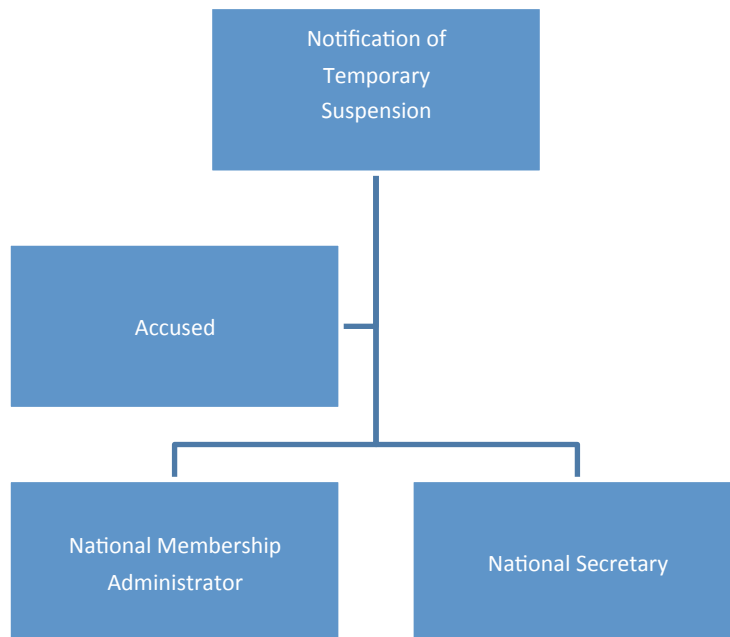 Notification of
Temporary
Suspension
Accused
National Membership
Administrator
National Secretary